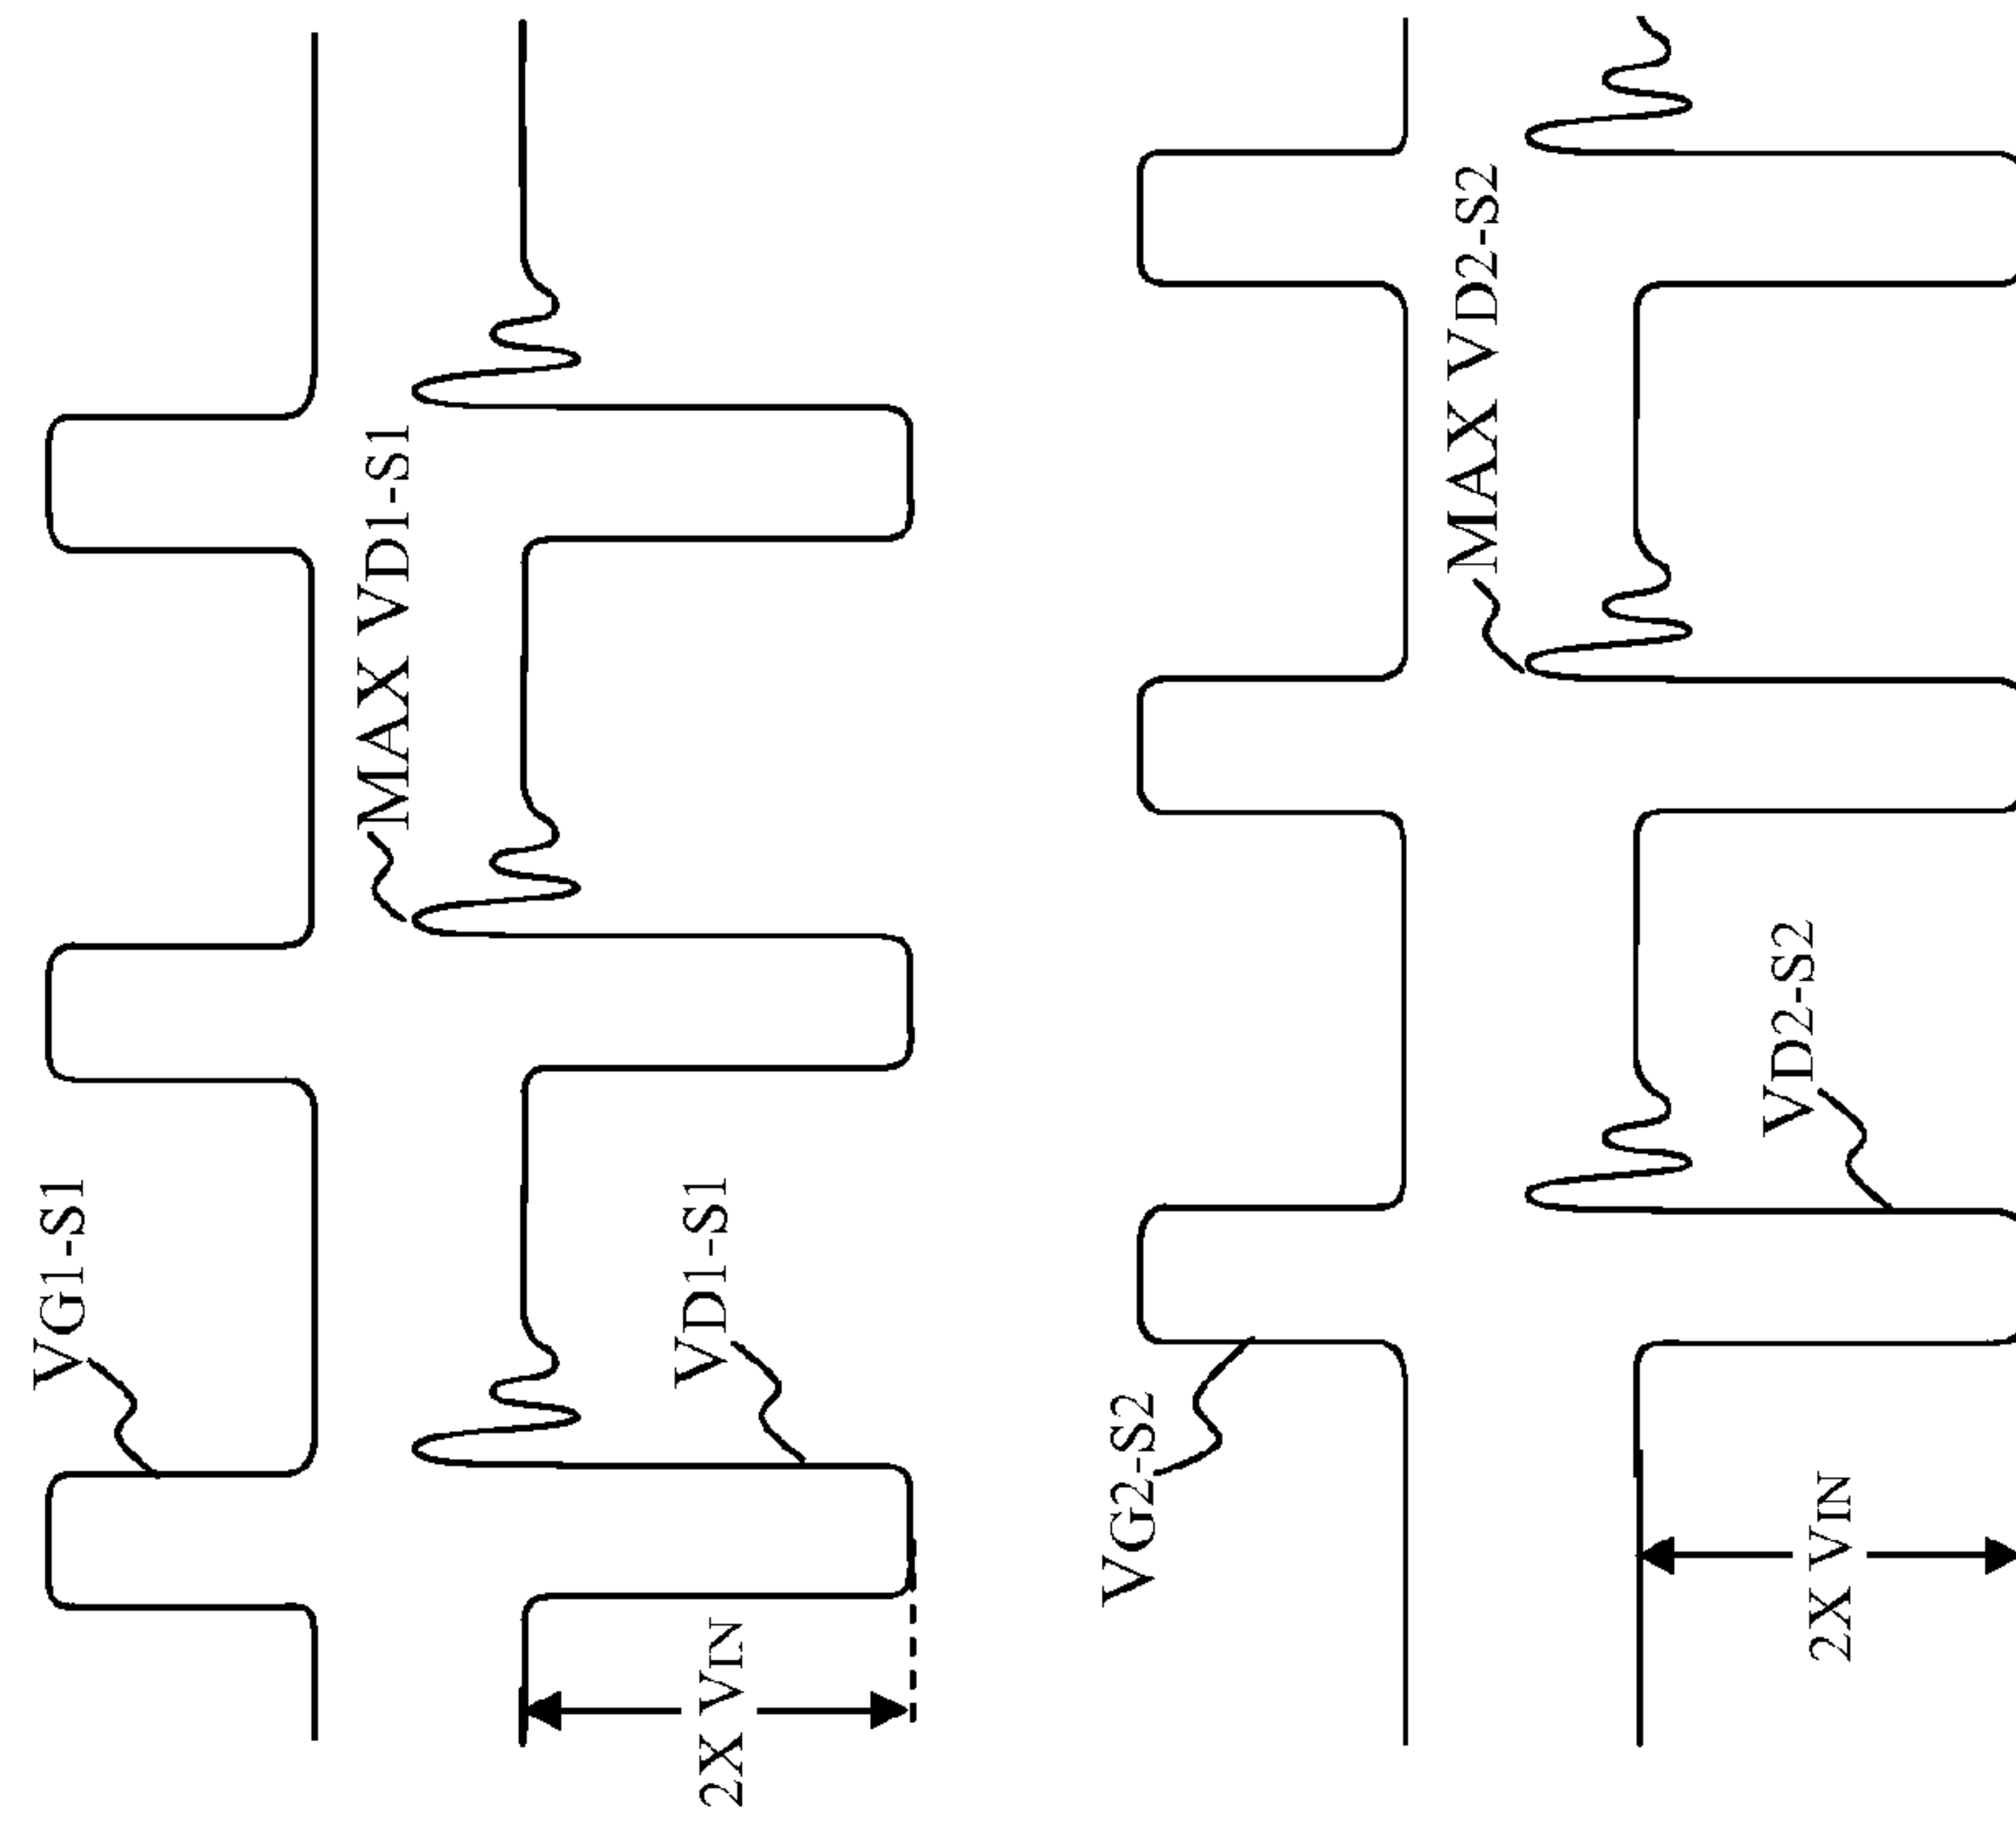 VG1-S1
MAX VD1-S1
VD1-S1
2X VIN
VG2-S2
MAX VD2-S2
VD2-S2
2X VIN